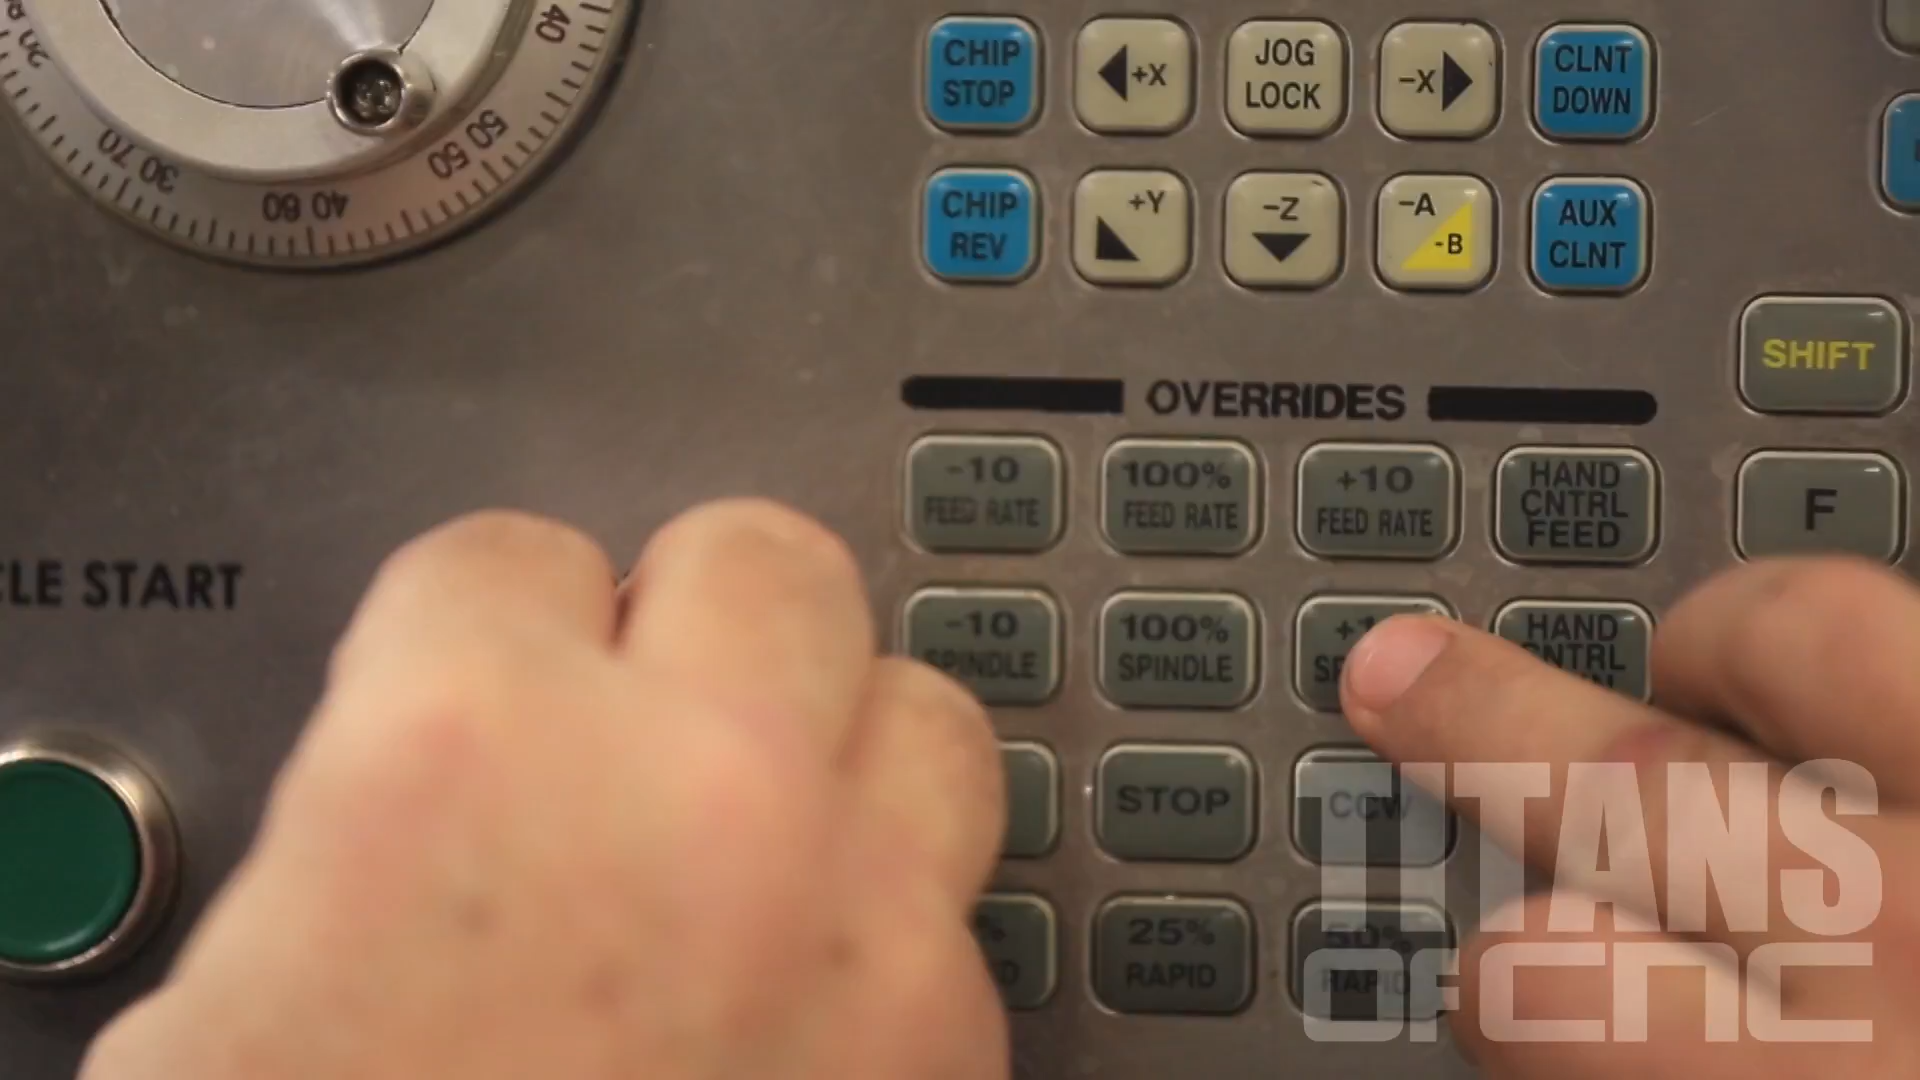 40
20
50 50
30 70
40 60
CHIP
STOP
+X
JOG
LOCK
-X
CLNT
DOWN
CHIP
REV
+Y
-Z
-A
-B
AUX
CLNT
SHIFT
OVERRIDES
-10
FEED RATE
100%
FEED RATE
+10
FEED RATE
HAND
CNTRL
FEED
F
START
-10
SPINDLE
100%
SPINDLE
HAND
STOP
CCW
25%
RAPID
50%
RAPID
TITANS
OF CNC